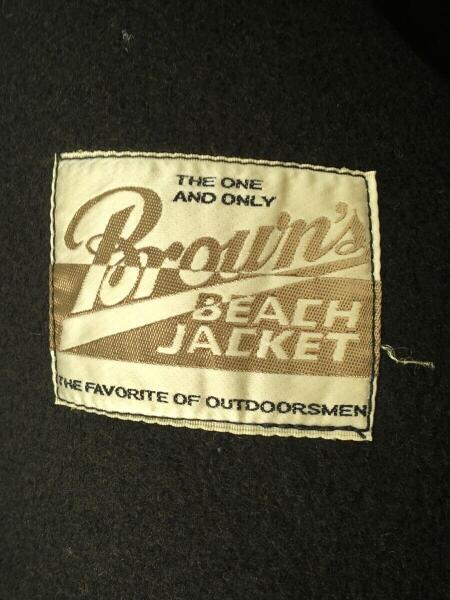 THE ONE
AND ONLY
Brown's
BEACH
JACKET
THE FAVORITE OF OUTDOORSMEN